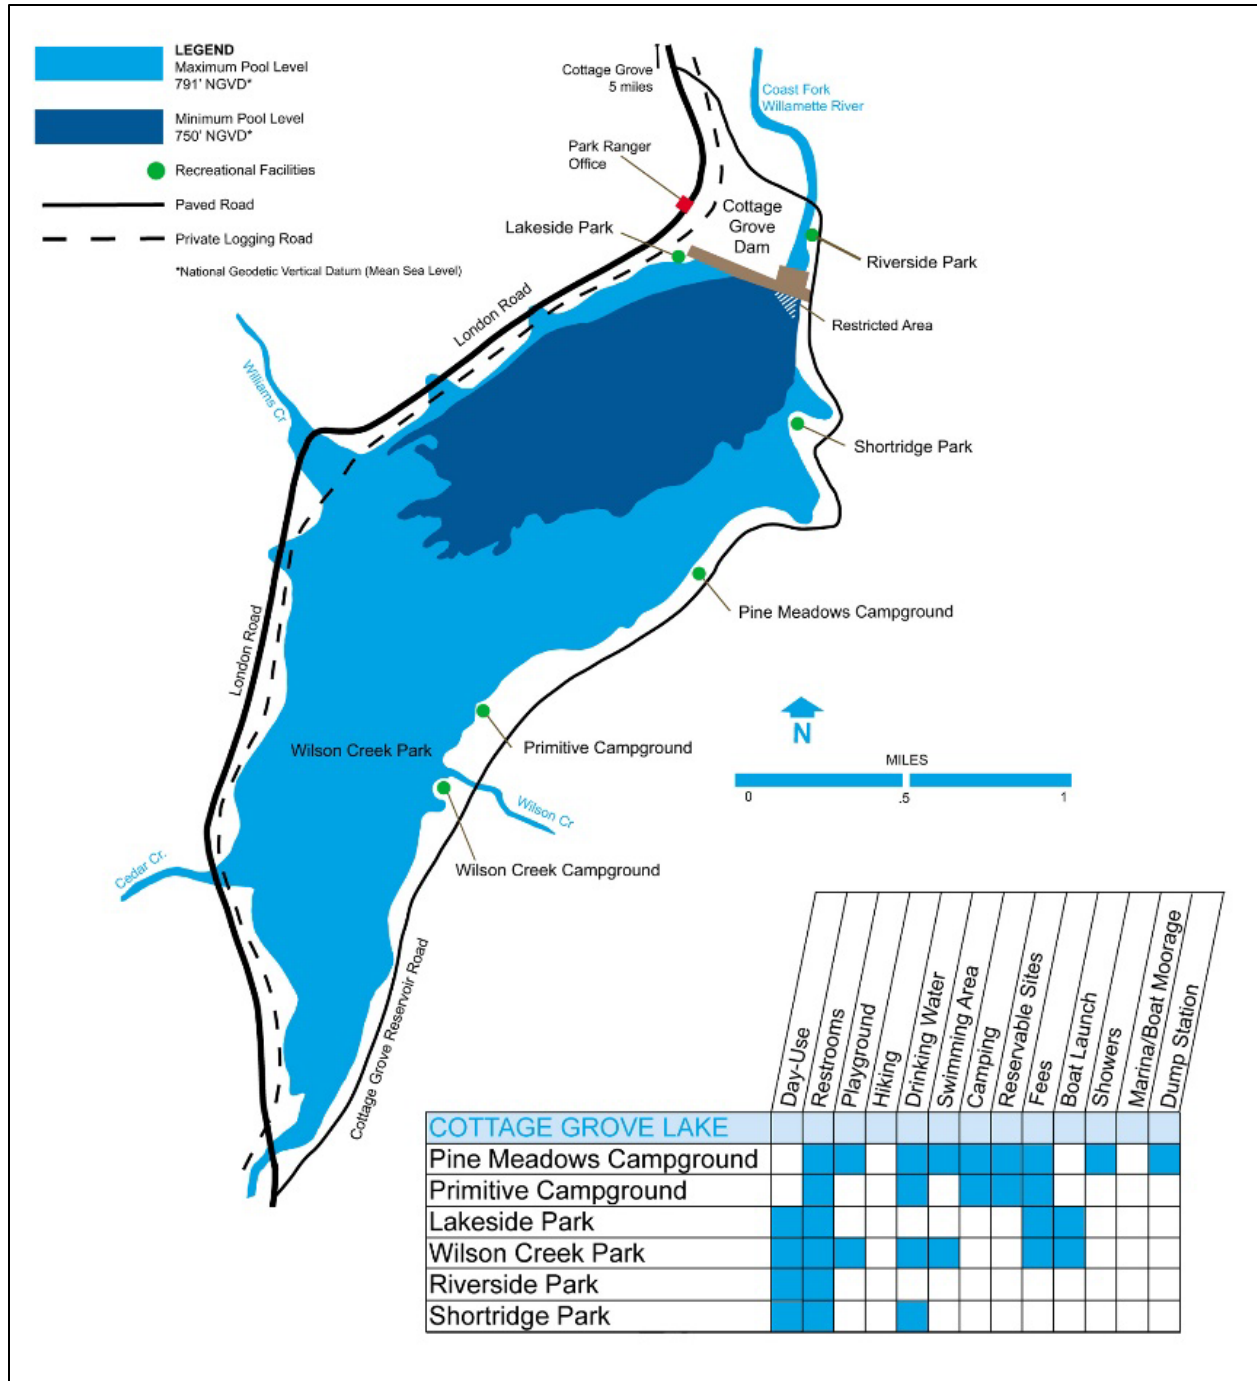 LEGEND
Maximum Pool Level
791' NGVD*
Minimum Pool Level
750' NGVD*
Recreational Facilities
Paved Road
Private Logging Road
*National Geodetic Vertical Datum (Mean Sea Level)
Cottage Grove
5 miles
Coast Fork
Willamette River
Park Ranger
Office
Lakeside Park
Cottage
Grove
Dam
Riverside Park
Restricted Area
London Road
Williams Cr
Shortridge Park
Pine Meadows Campground
London Road
Primitive Campground
Wilson Creek Park
N
MILES
0
.5
1
Wilson Cr
Wilson Creek Campground
Cedar Cr.
Cottage Grove Reservoir Road
Day-Use
Restrooms
Playground
Hiking
Drinking Water
Swimming Area
Camping
Reservable Sites
Fees
Boat Launch
Showers
Marina/Boat Moorage
Dump Station
COTTAGE GROVE LAKE
Pine Meadows Campground
Primitive Campground
Lakeside Park
Wilson Creek Park
Riverside Park
Shortridge Park